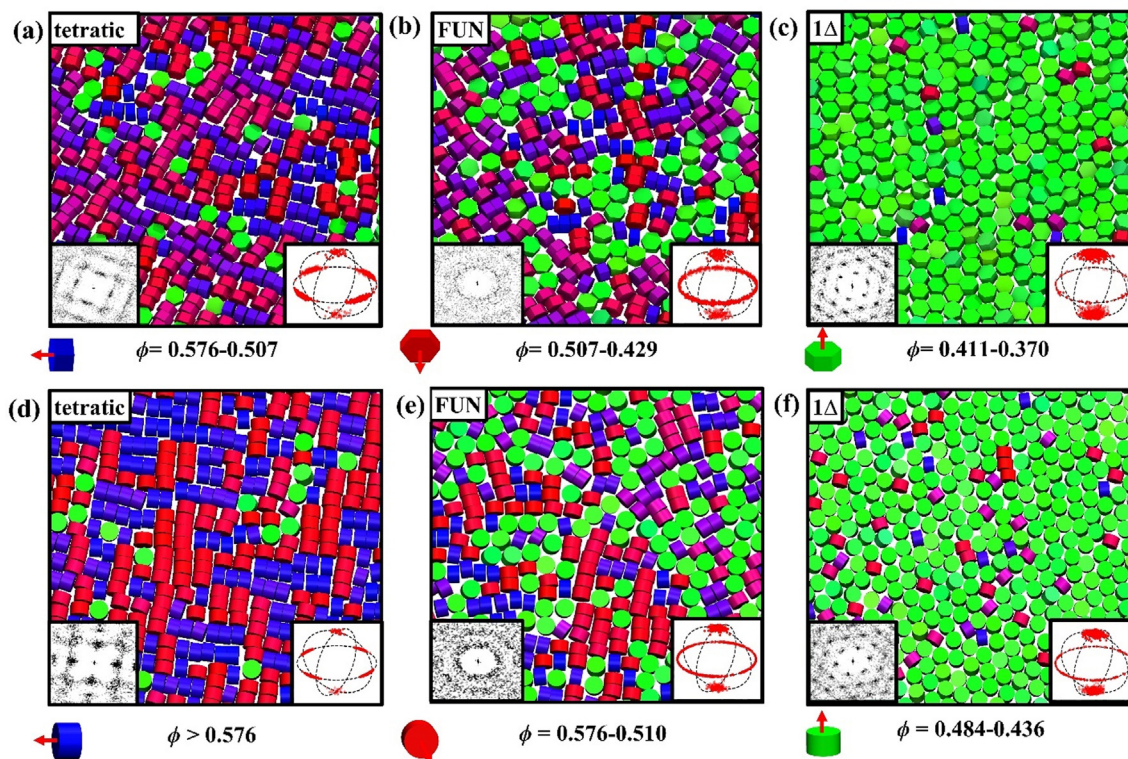 (a) tetratic
(b) FUN
(c) 1Δ
ϕ= 0.576-0.507
ϕ= 0.507-0.429
ϕ= 0.411-0.370
(d) tetratic
(e) FUN
(f) 1Δ
ϕ > 0.576
ϕ = 0.576-0.510
ϕ = 0.484-0.436